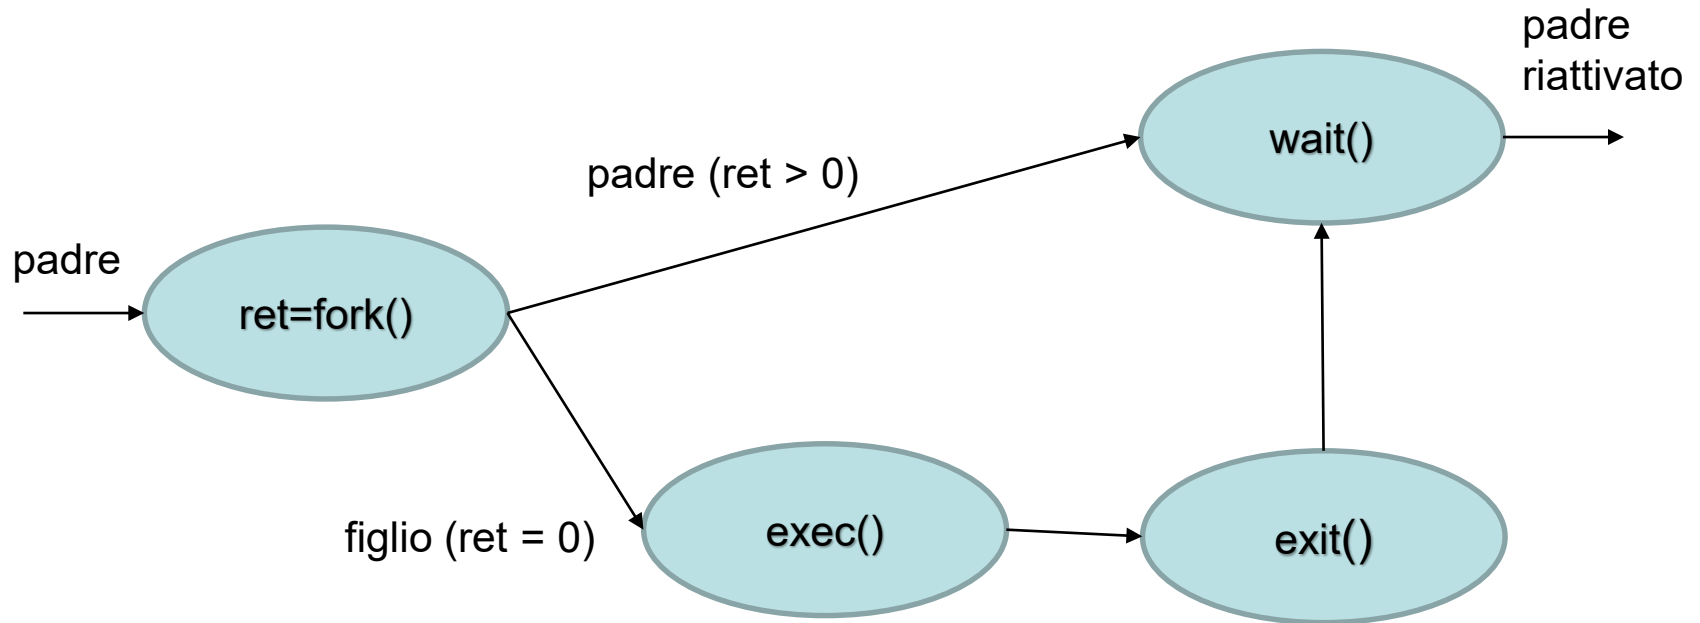 padre
riattivato
wait()
padre (ret > 0)
padre
ret=fork()
figlio (ret = 0)
exec()
exit()